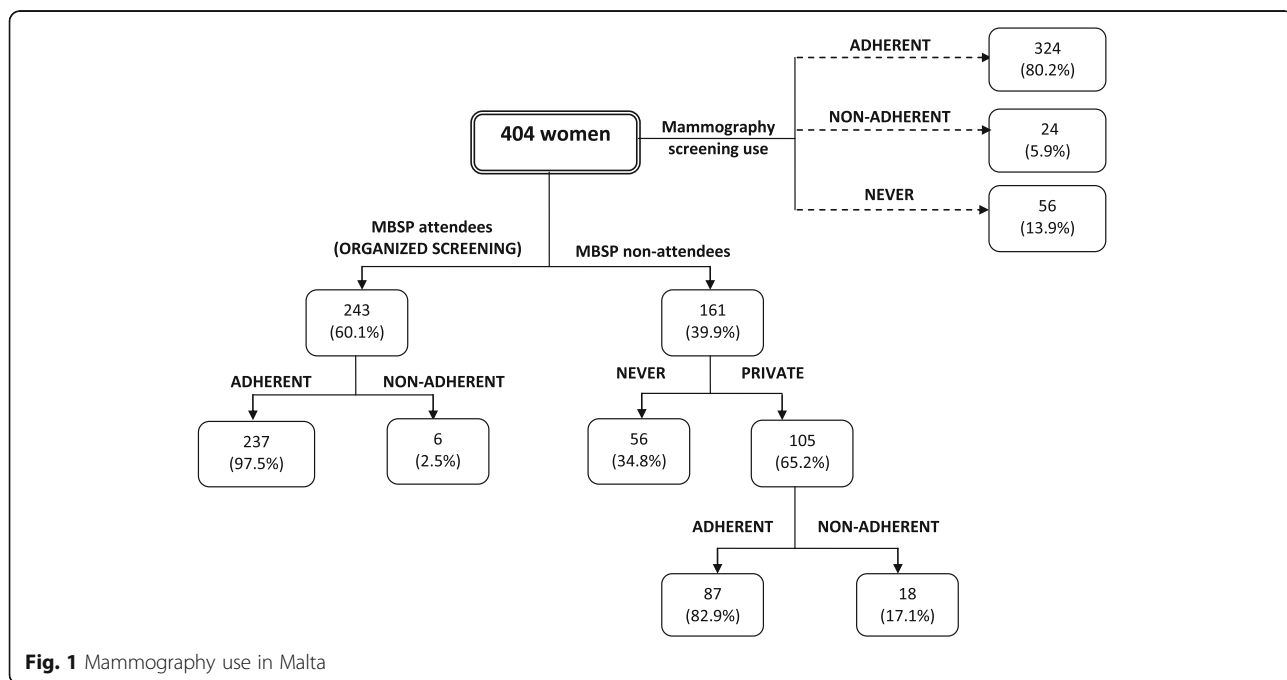 ADHERENT
324
(80.2%)
404 women
Mammography
screening use
NON-ADHERENT
24
(5.9%)
NEVER
56
(13.9%)
MBSP attendees
(ORGANIZED SCREENING)
MBSP non-attendees
243
(60.1%)
161
(39.9%)
ADHERENT
NON-ADHERENT
NEVER
PRIVATE
237
(97.5%)
6
(2.5%)
56
(34.8%)
105
(65.2%)
ADHERENT
NON-ADHERENT
87
(82.9%)
18
(17.1%)
Fig. 1 Mammography use in Malta